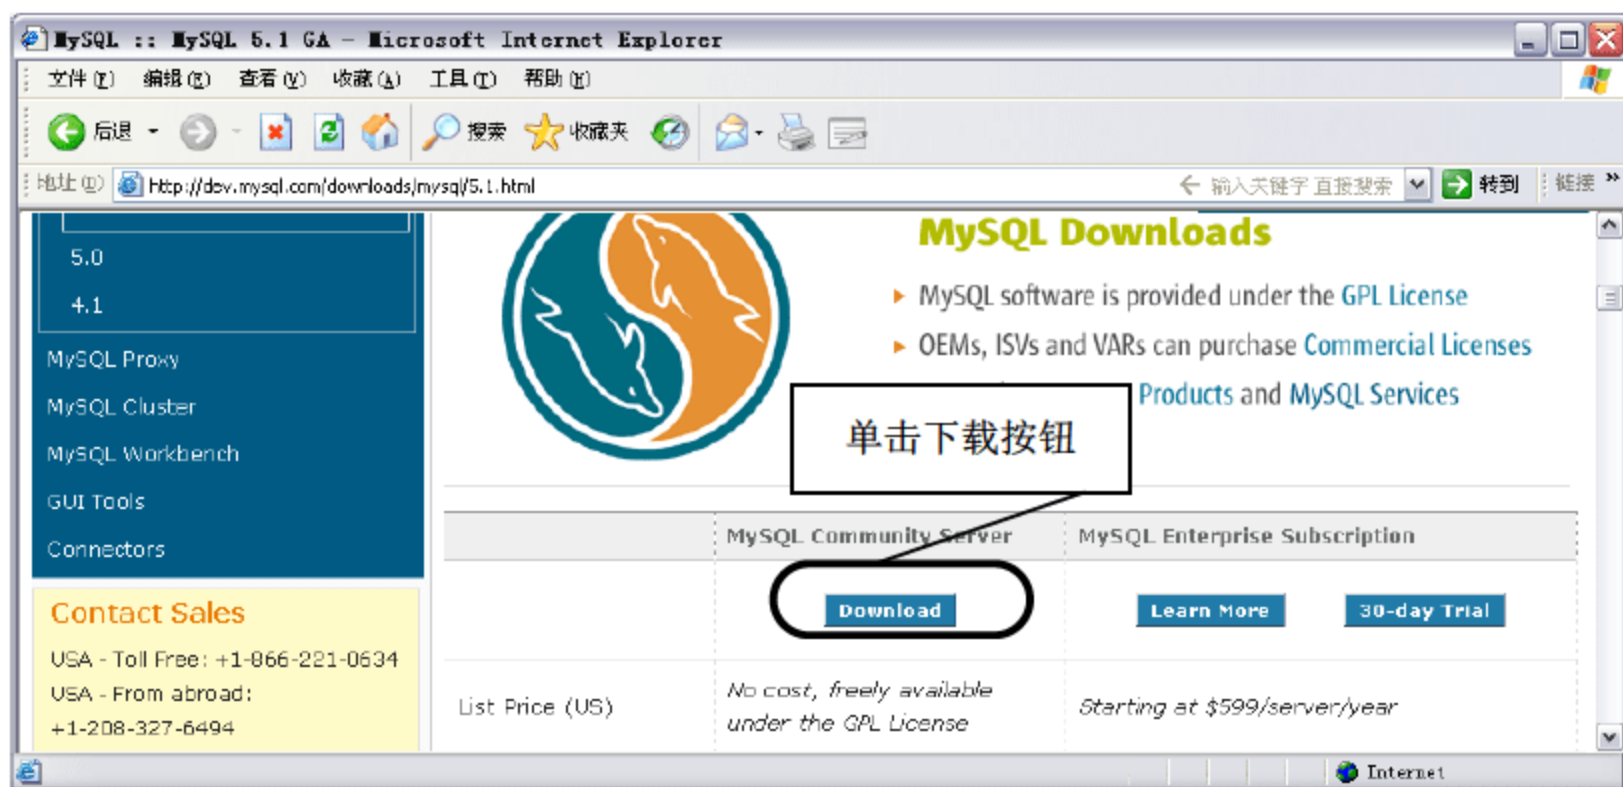 MySQL :: MySQL 5.1 GA - Microsoft Internet Explorer
文件(F) 编辑(E) 查看(V) 收藏(A) 工具(T) 帮助(H)
后退 搜索 收藏夹
地址(D) http://dev.mysql.com/downloads/mysql/5.1.html 输入关键字 直接搜索 转到 链接 »
5.0
4.1
MySQL Proxy
MySQL Cluster
MySQL Workbench
GUI Tools
Connectors
Contact Sales
USA - Toll Free: +1-866-221-0634
USA - From abroad:
+1-208-327-6494
MySQL Downloads
MySQL software is provided under the GPL License
OEMs, ISVs and VARs can purchase Commercial Licenses
Products and MySQL Services
单击下载按钮
MySQL Community Server MySQL Enterprise Subscription
Download Learn More 30-day Trial
List Price (US) No cost, freely available Starting at $599/server/year
under the GPL License
Internet